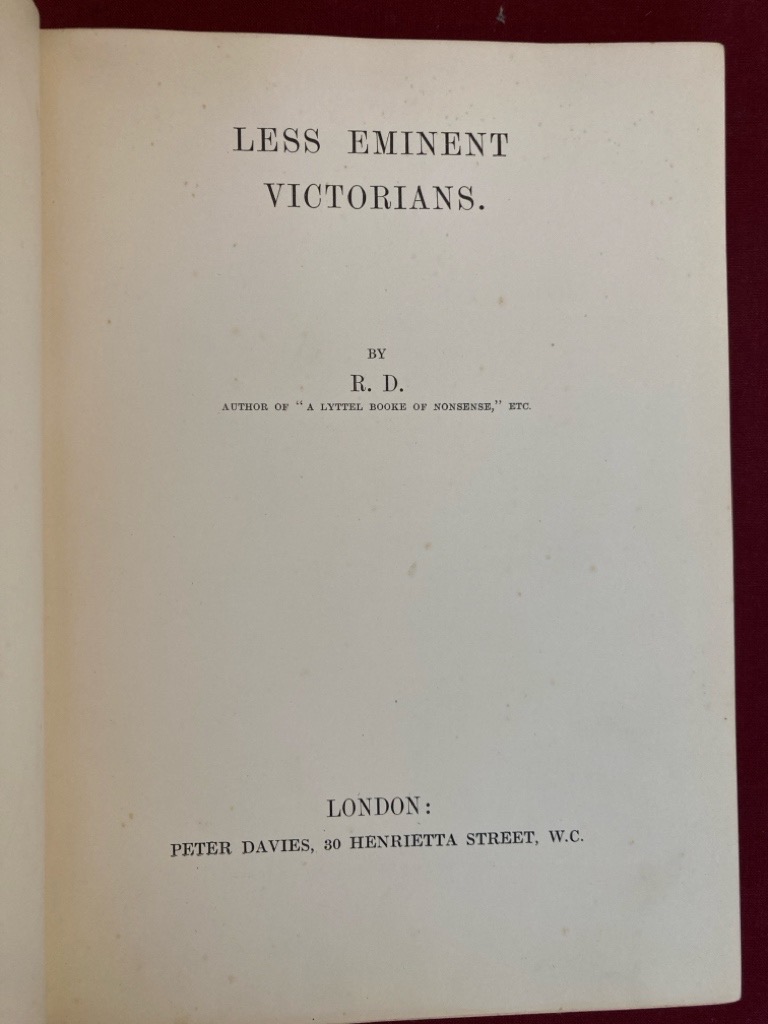 LESS EMINENT
VICTORIANS.
BY
R. D.
AUTHOR OF “A LYTTEL BOOKE OF NONSENSE,” ETC.
LONDON:
PETER DAVIES, 30 HENRIETTA STREET, W.C.